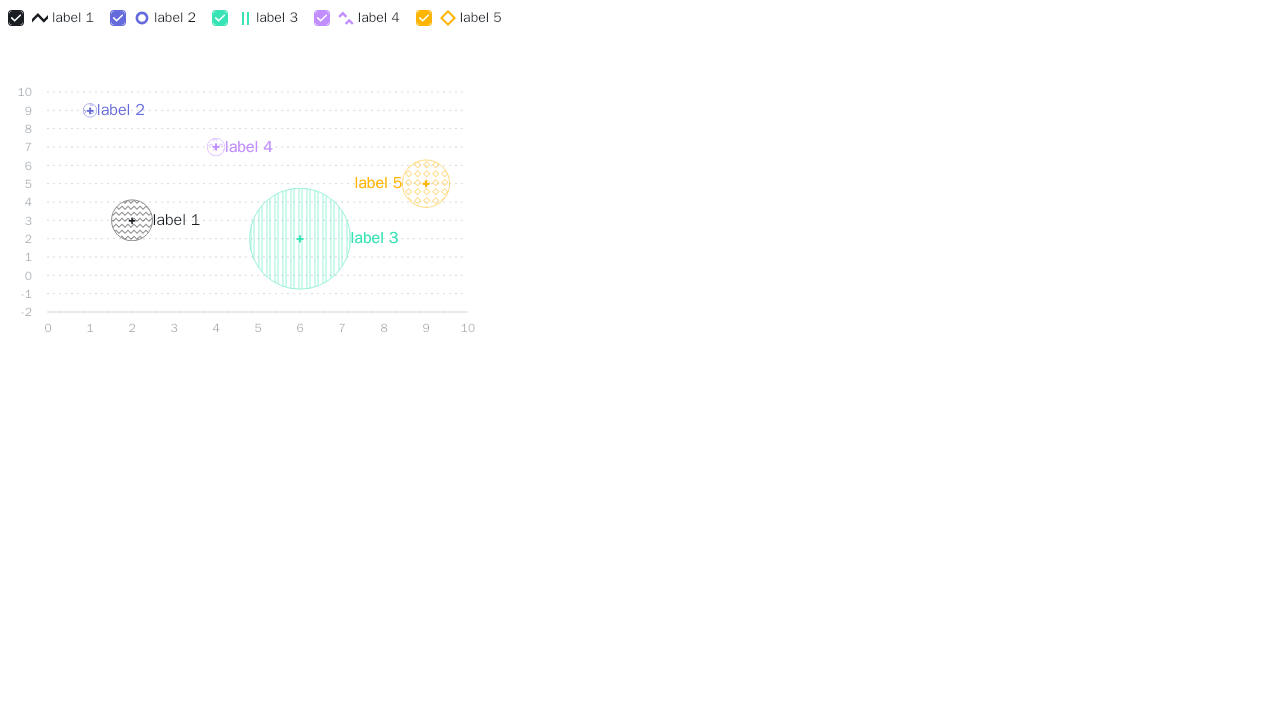 label 1 label 2 label 3 label 4 label 5
10
9
label 2
8
7
label 4
6
5
label 5
4
3
label 1
2
label 3
1
0
-1
-2
0 1 2 3 4 5 6 7 8 9 10